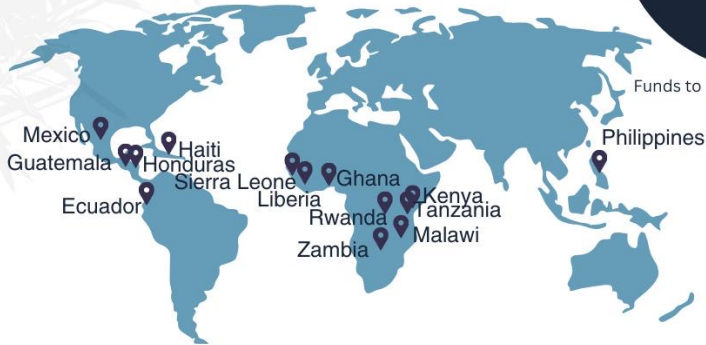 Funds to
Mexico
Haiti
Philippines
Guatemala
Honduras
Sierra Leone
Ghana
Ecuador
Liberia
Kenya
Rwanda
Tanzania
Zambia
Malawi